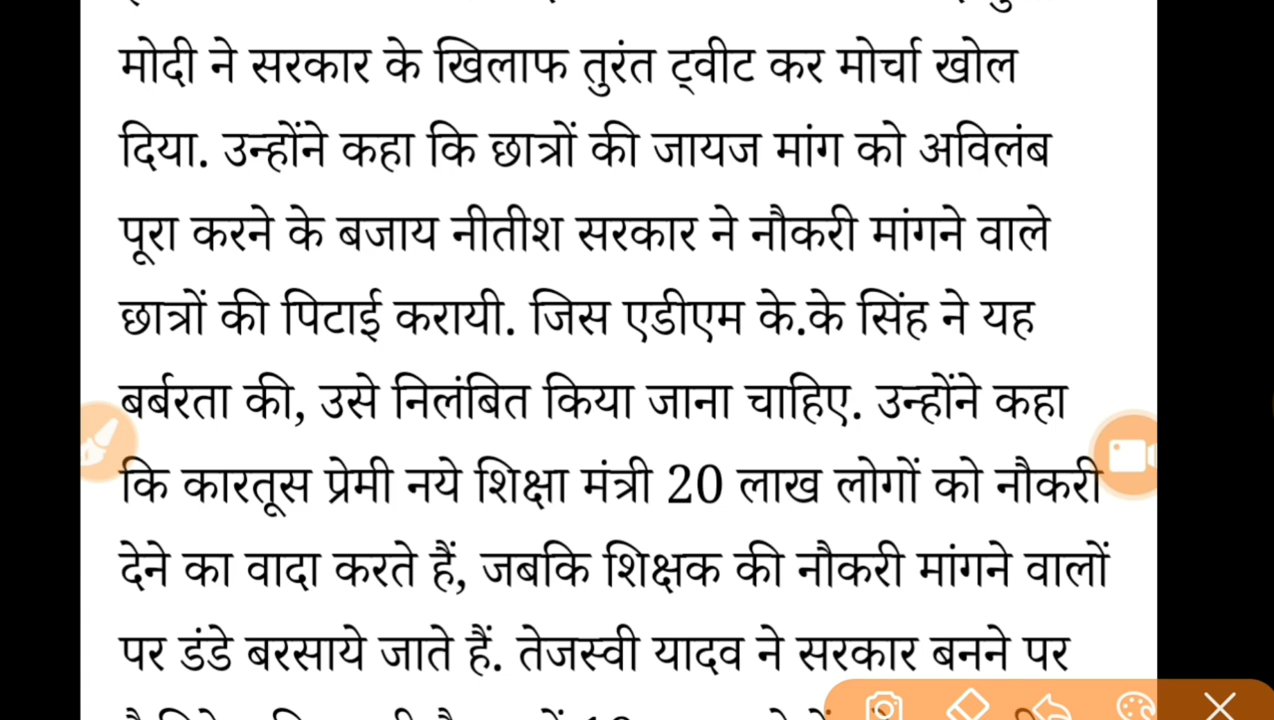 मोदी ने सरकार के खिलाफ तुरंत ट्वीट कर मोर्चा खोल
दिया. उन्होंने कहा कि छात्रों की जायज मांग को अविलंब
पूरा करने के बजाय नीतीश सरकार ने नौकरी मांगने वाले
छात्रों की पिटाई करायी. जिस एडीएम के.के सिंह ने यह
बर्बरता की, उसे निलंबित किया जाना चाहिए. उन्होंने कहा
कि कारतूस प्रेमी नये शिक्षा मंत्री 20 लाख लोगों को नौकरी
देने का वादा करते हैं, जबकि शिक्षक की नौकरी मांगने वालों
पर डंडे बरसाये जाते हैं. तेजस्वी यादव ने सरकार बनने पर